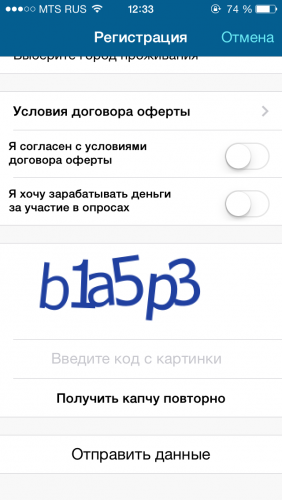 MTS RUS 12:33 74 %
Регистрация Отмена
Выберите город проживания
Условия договора оферты
Я согласен с условиями
договора оферты
Я хочу зарабатывать деньги
за участие в опросах
b1a5p3
Введите код с картинки
Получить капчу повторно
Отправить данные